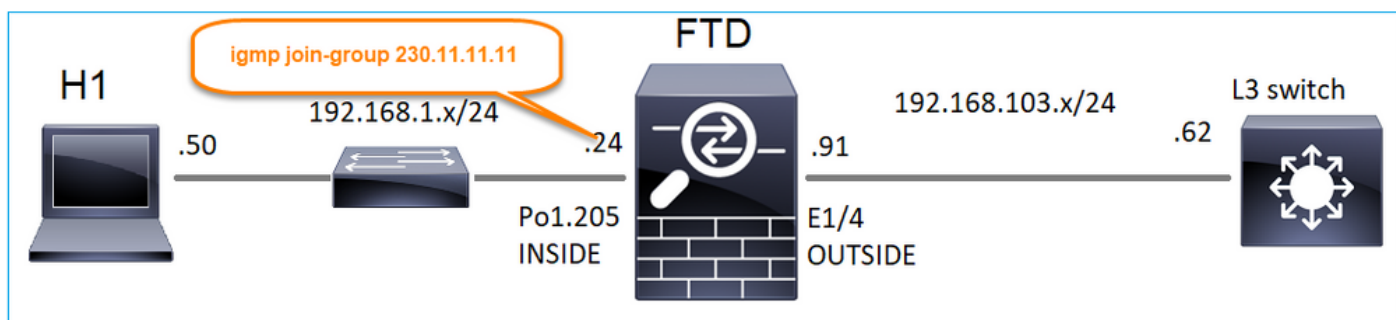 FTD
igmp join-group 230.11.11.11
H1
192.168.1.x/24
192.168.103.x/24
L3 switch
.50
.24
.91
.62
Po1.205
INSIDE
E1/4
OUTSIDE